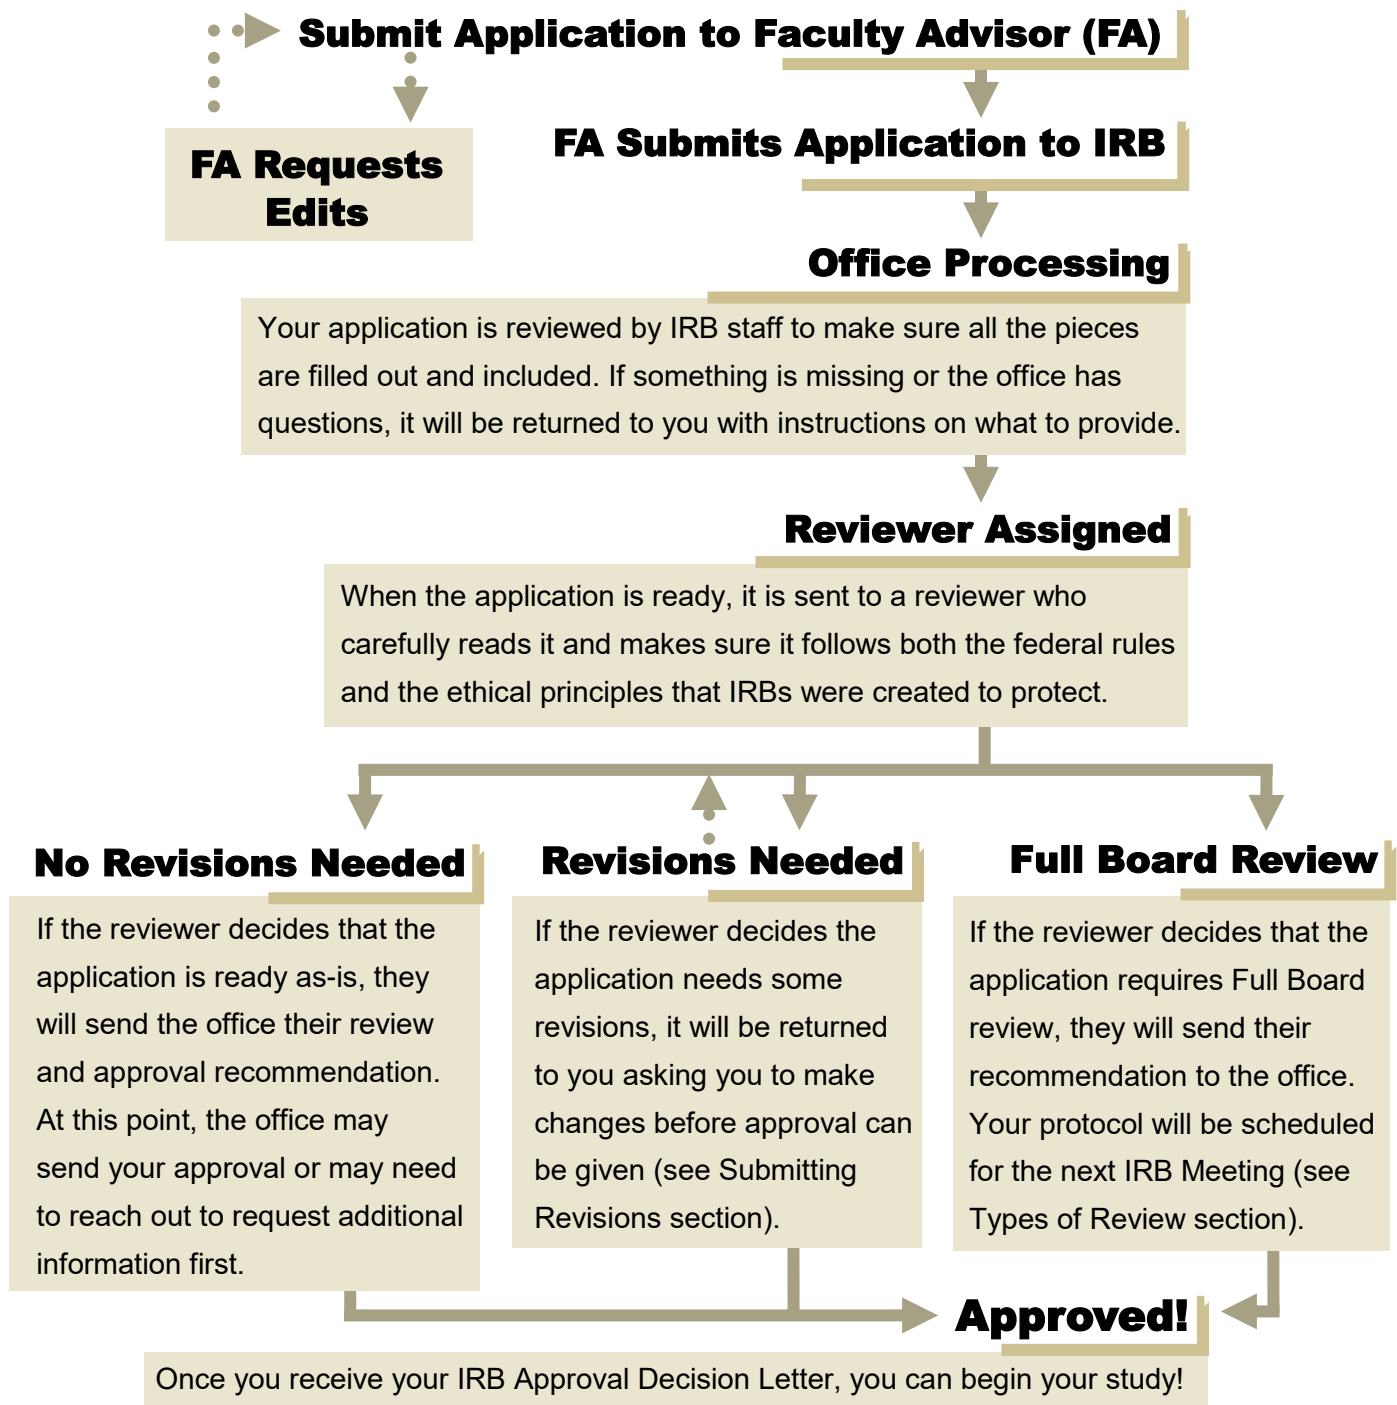 Submit Application to Faculty Advisor (FA)
FA Requests
Edits
FA Submits Application to IRB
Office Processing
Your application is reviewed by IRB staff to make sure all the pieces
are filled out and included. If something is missing or the office has
questions, it will be returned to you with instructions on what to provide.
Reviewer Assigned
When the application is ready, it is sent to a reviewer who
carefully reads it and makes sure it follows both the federal rules
and the ethical principles that IRBs were created to protect.
No Revisions Needed
If the reviewer decides that the
application is ready as-is, they
will send the office their review
and approval recommendation.
At this point, the office may
send your approval or may need
to reach out to request additional
information first.
Revisions Needed
If the reviewer decides the
application needs some
revisions, it will be returned
to you asking you to make
changes before approval can
be given (see Submitting
Revisions section).
Full Board Review
If the reviewer decides that the
application requires Full Board
review, they will send their
recommendation to the office.
Your protocol will be scheduled
for the next IRB Meeting (see
Types of Review section).
Approved!
Once you receive your IRB Approval Decision Letter, you can begin your study!